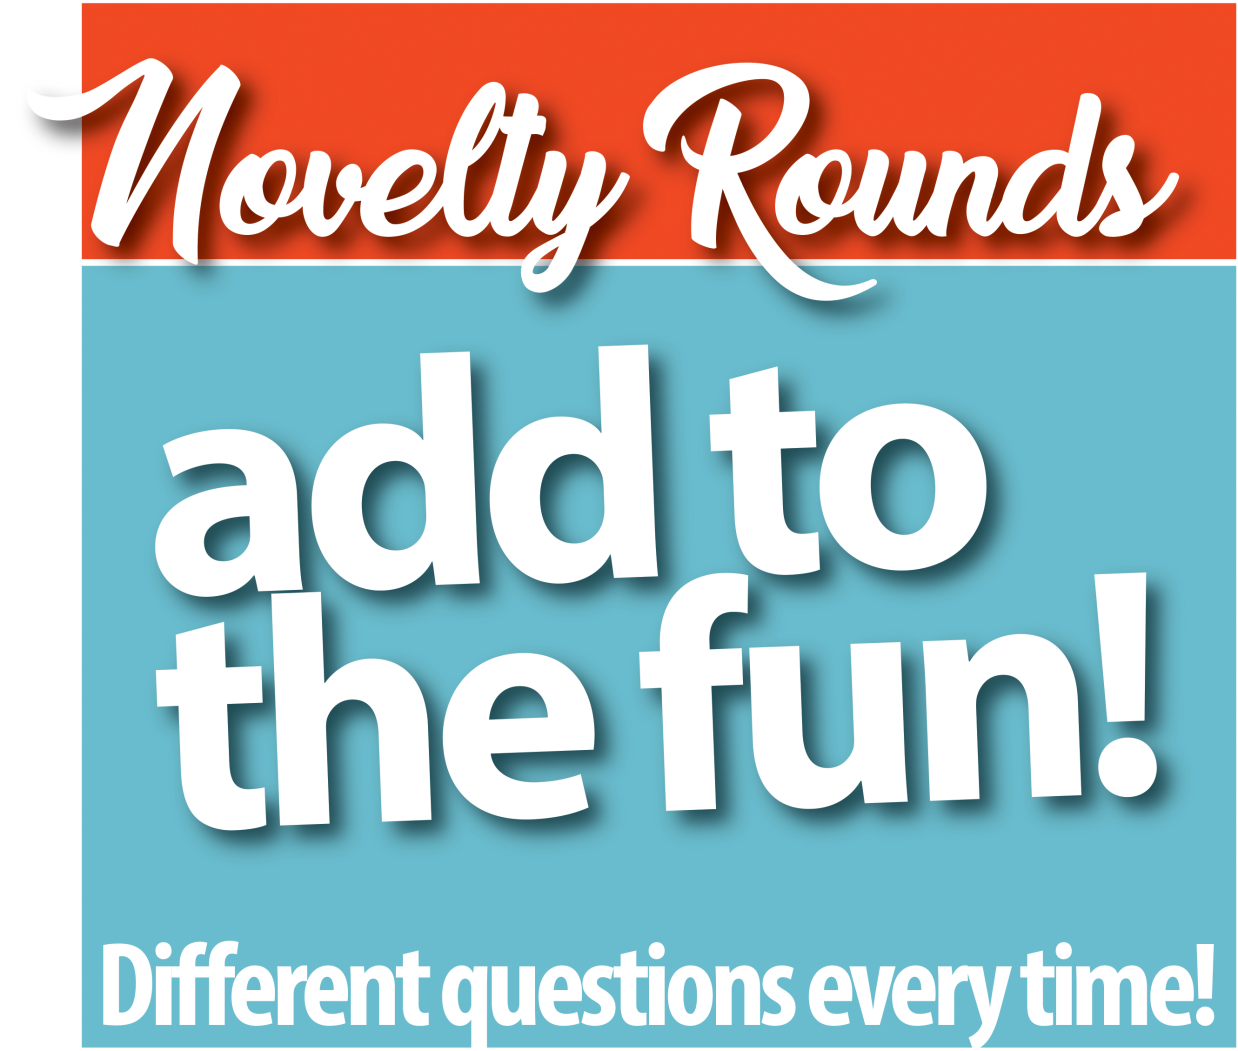 Novelty Rounds
add to
the fun!
Different questions every time!